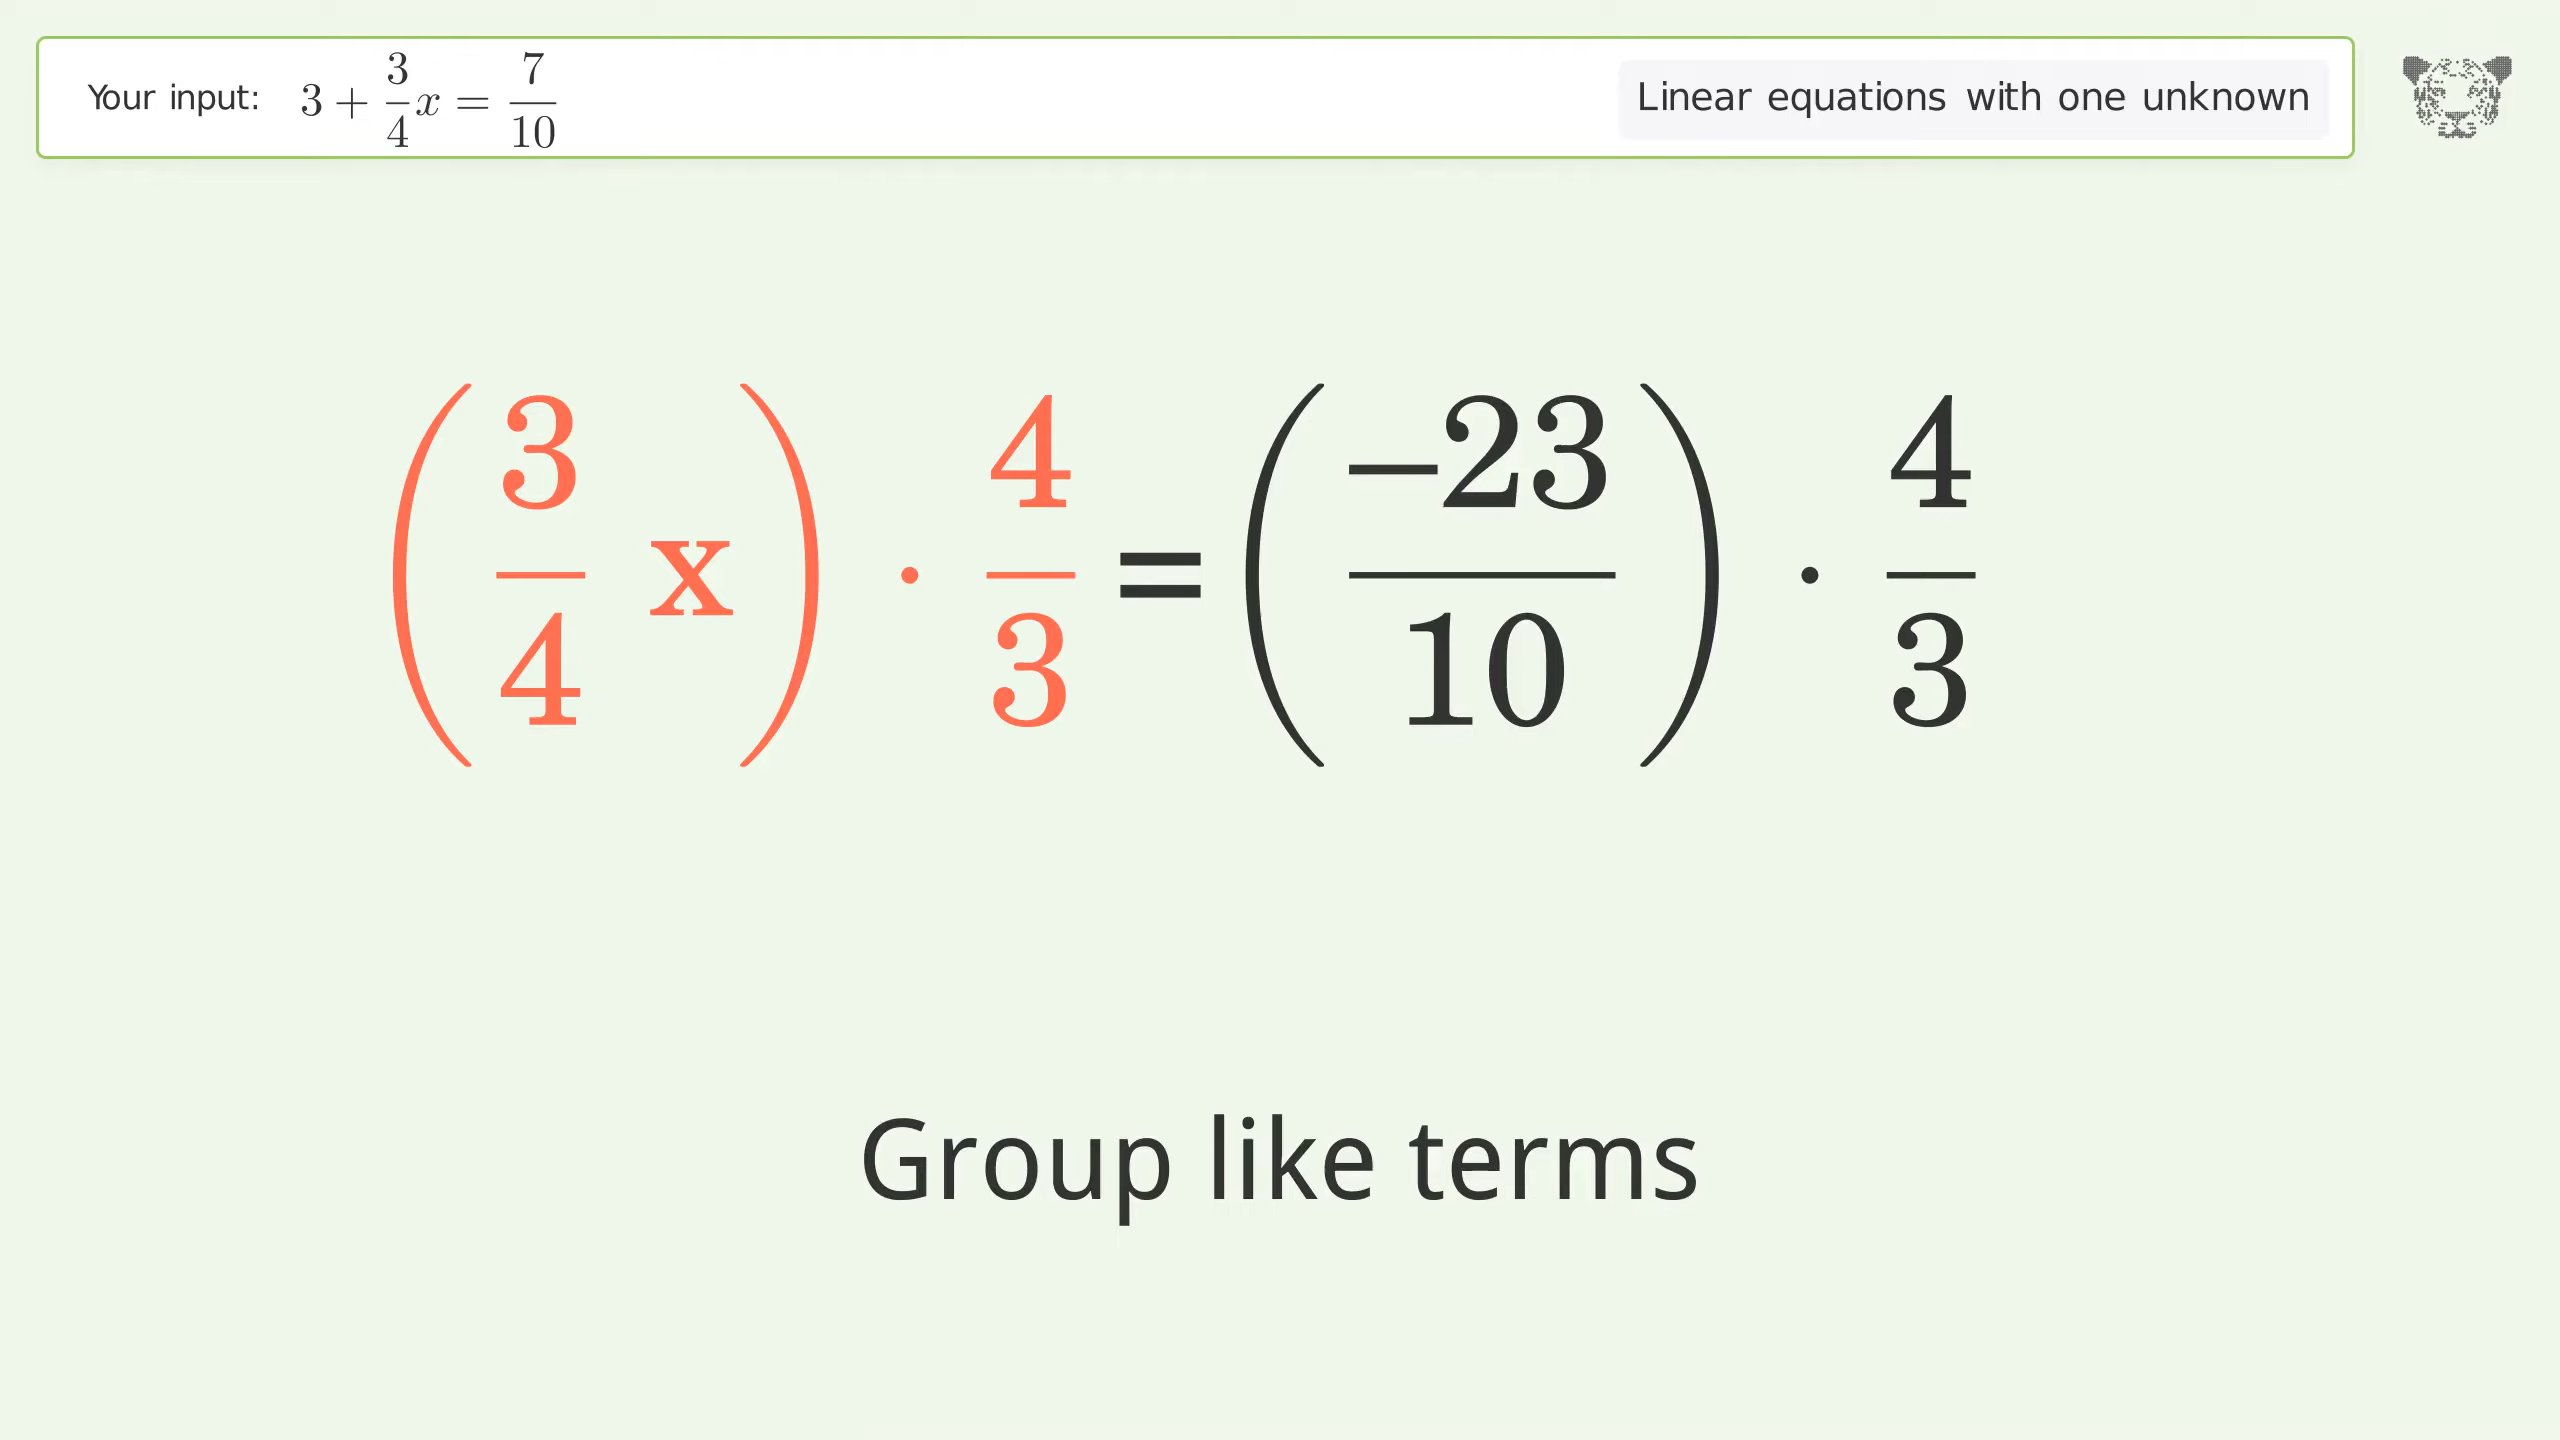 Your input: 3 + 3/4 x = 7/10
Linear equations with one unknown
(3/4 x) · 4/3 = (−23/10) · 4/3
Group like terms